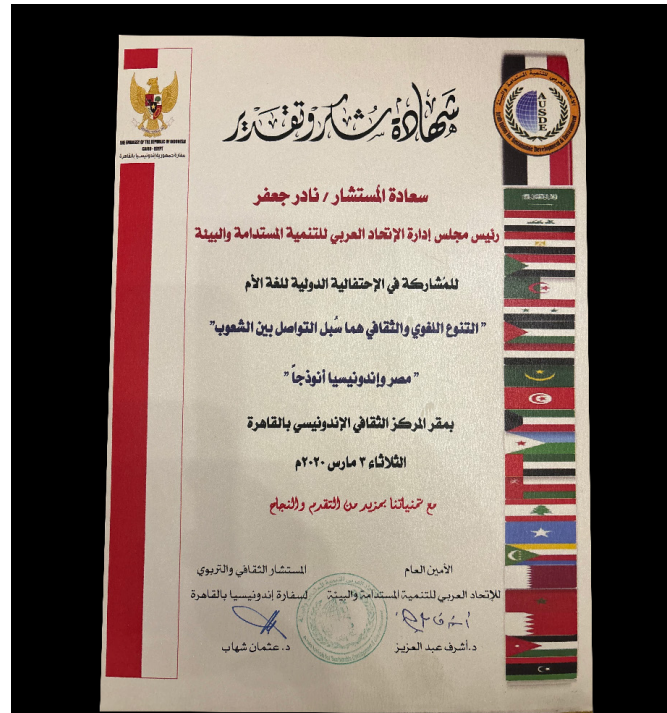 شهادة شكر وتقدير
THE EMBASSY OF THE REPUBLIC OF INDONESIA
CAIRO - EGYPT
سفارة جمهورية إندونيسيا بالقاهرة
AUSDE
سعادة المستشار / نادر جعفر
رئيس مجلس إدارة الإتحاد العربي للتنمية المستدامة والبيئة
للمُشاركة في الإحتفالية الدولية للغة الأم
" التنوع اللغوي والثقافي هما سُبل التواصل بين الشعوب"
" مصر وإندونيسيا أنوذجاً "
بمقر المركز الثقافي الإندونيسي بالقاهرة
الثلاثاء ٣ مارس ٢٠٢٠م
مع تمنياتنا بمزيد من التقدم والنجاح
الأمين العام
للإتحاد العربي للتنمية المستدامة والبيئة
د.أشرف عبد العزيز
المستشار الثقافي والتربوي
لسفارة إندونيسيا بالقاهرة
د. عثمان شهاب